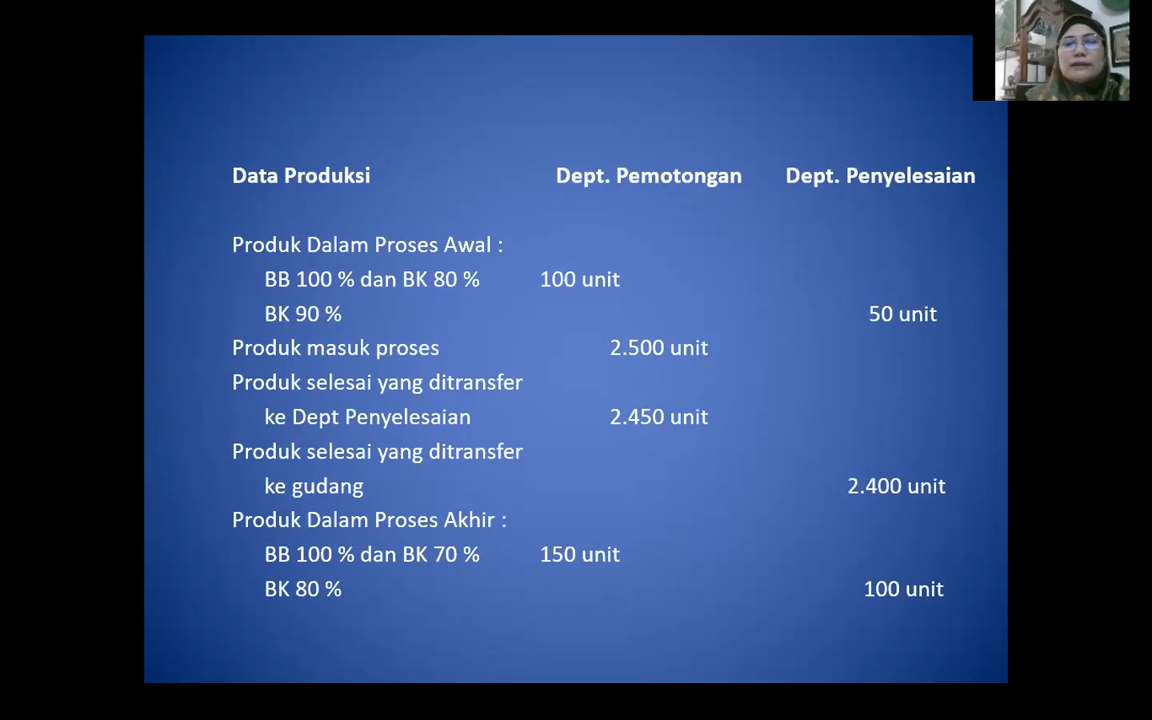 Data Produksi Dept. Pemotongan Dept. Penyelesaian
Produk Dalam Proses Awal :
BB 100 % dan BK 80 % 100 unit
BK 90 % 50 unit
Produk masuk proses 2.500 unit
Produk selesai yang ditransfer
ke Dept Penyelesaian 2.450 unit
Produk selesai yang ditransfer
ke gudang 2.400 unit
Produk Dalam Proses Akhir :
BB 100 % dan BK 70 % 150 unit
BK 80 % 100 unit